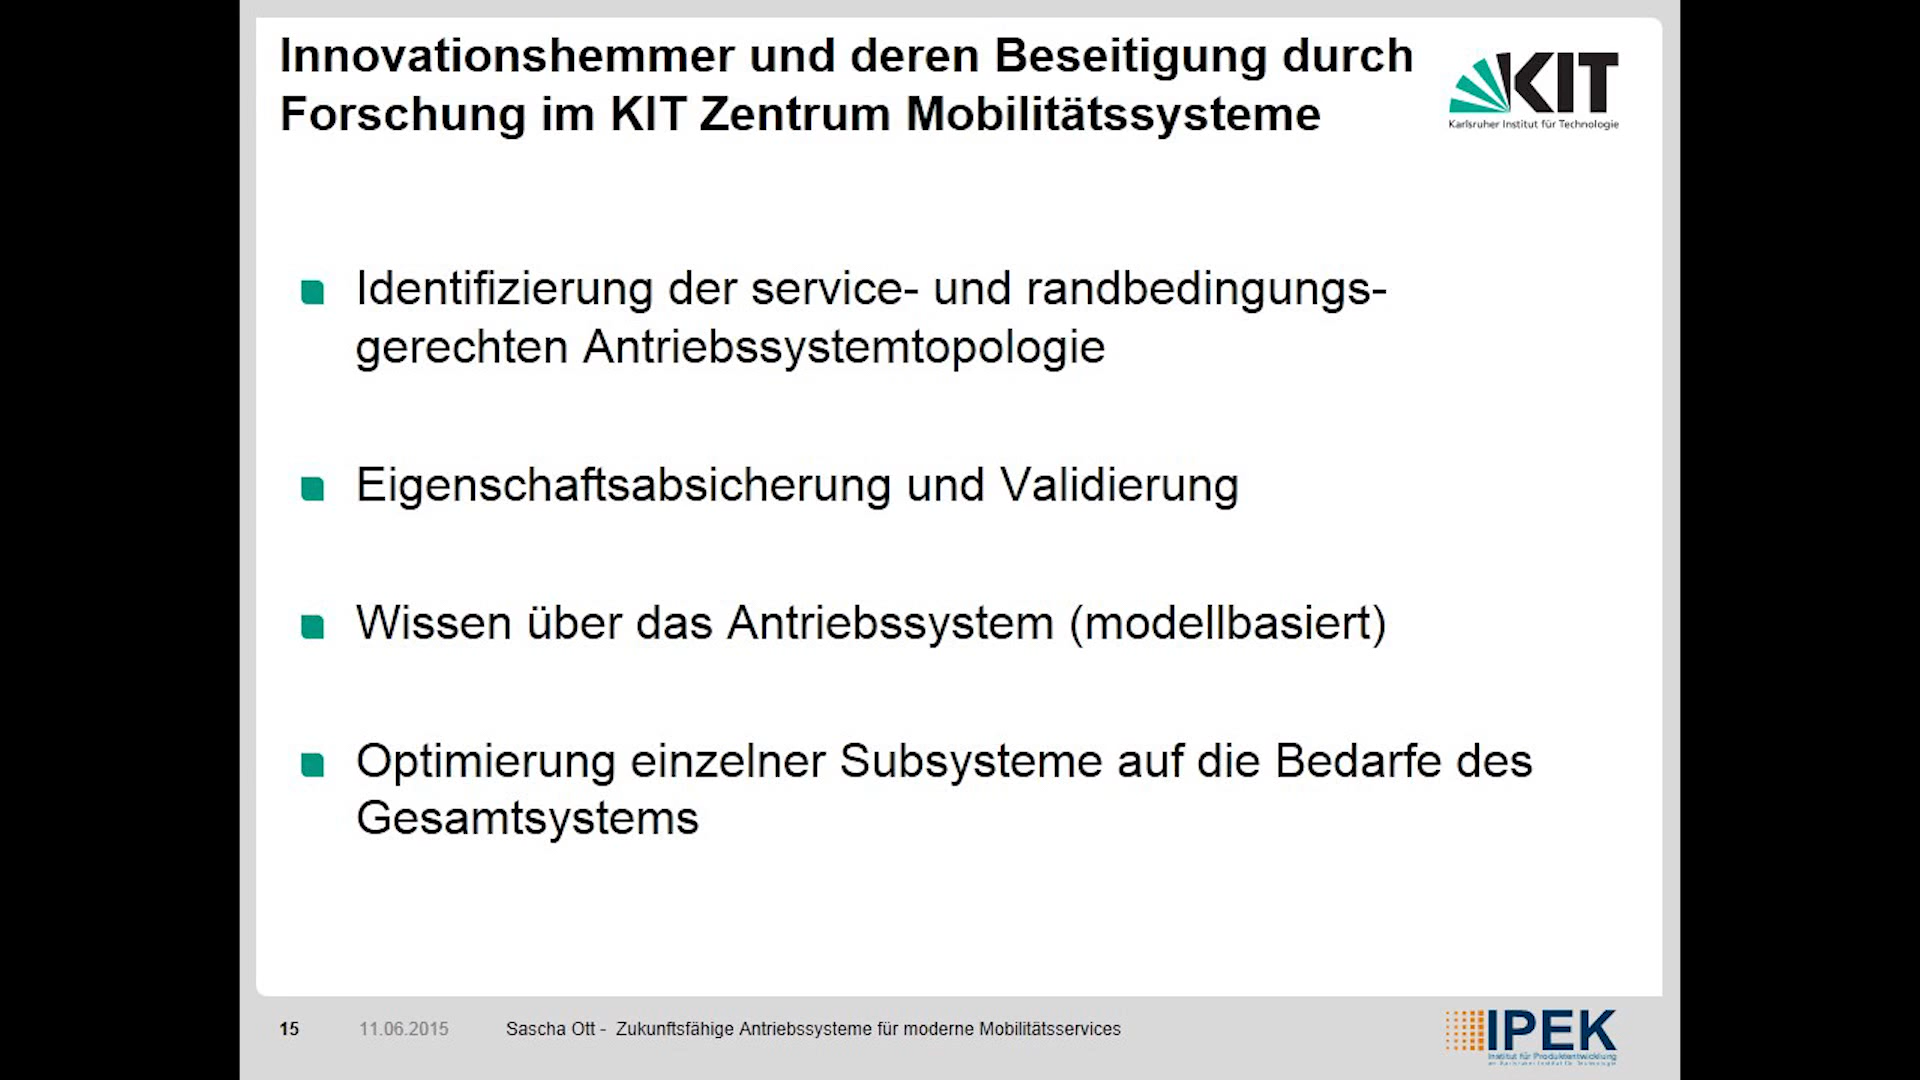 Innovationshemmer und deren Beseitigung durch
Forschung im KIT Zentrum Mobilitätssysteme
KIT
Karlsruher Institut für Technologie
Identifizierung der service- und randbedingungs-
gerechten Antriebssystemtopologie
Eigenschaftsabsicherung und Validierung
Wissen über das Antriebssystem (modellbasiert)
Optimierung einzelner Subsysteme auf die Bedarfe des
Gesamtsystems
15 11.06.2015 Sascha Ott - Zukunftsfähige Antriebssysteme für moderne Mobilitätsservices
IPEK
Institut für Produktentwicklung